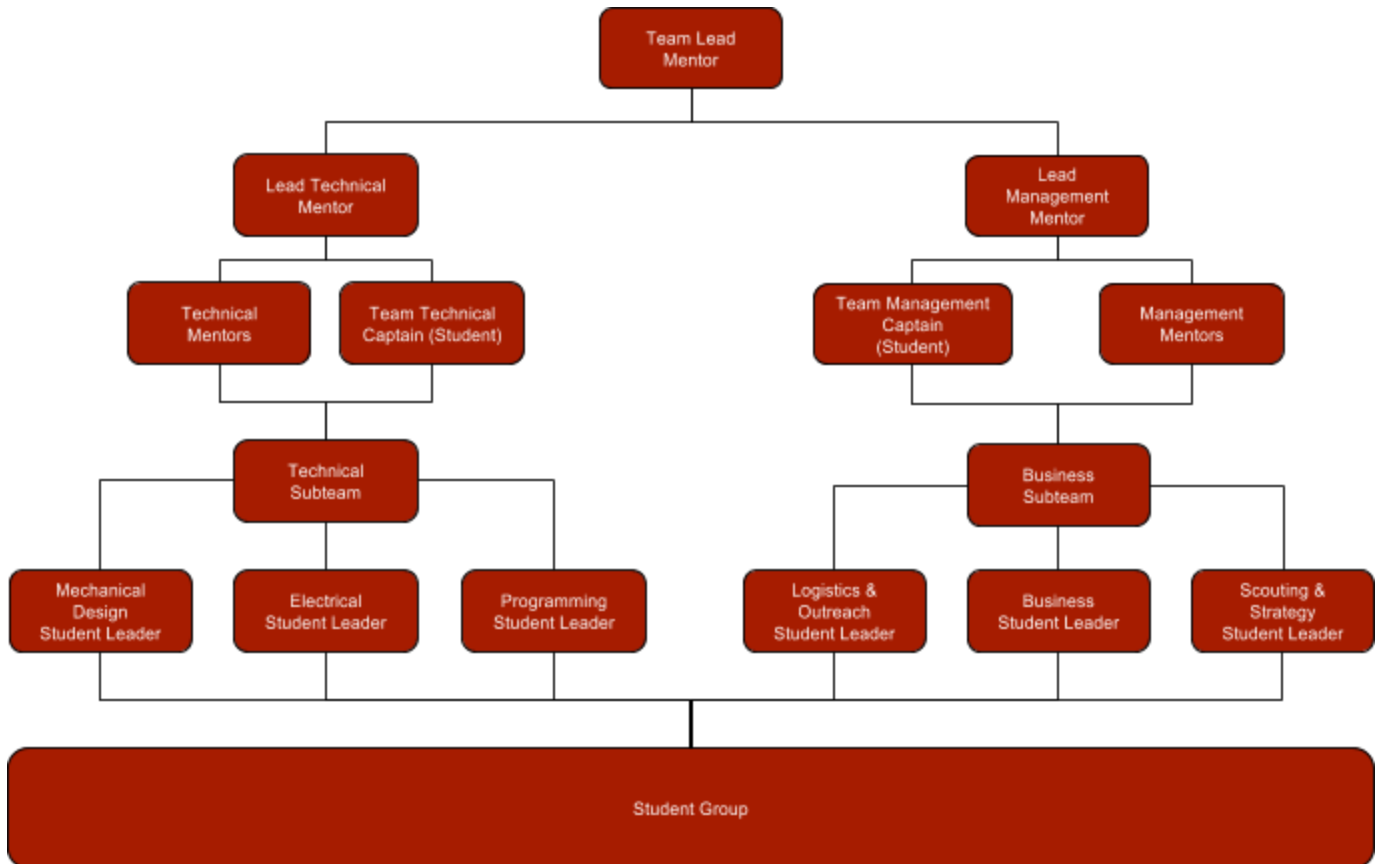 Team Lead
Mentor
Lead Technical
Mentor
Lead
Management
Mentor
Technical
Mentors
Team Technical
Captain (Student)
Team Management
Captain
(Student)
Management
Mentors
Technical
Subteam
Business
Subteam
Mechanical
Design
Student Leader
Electrical
Student Leader
Programming
Student Leader
Logistics &
Outreach
Student Leader
Business
Student Leader
Scouting &
Strategy
Student Leader
Student Group